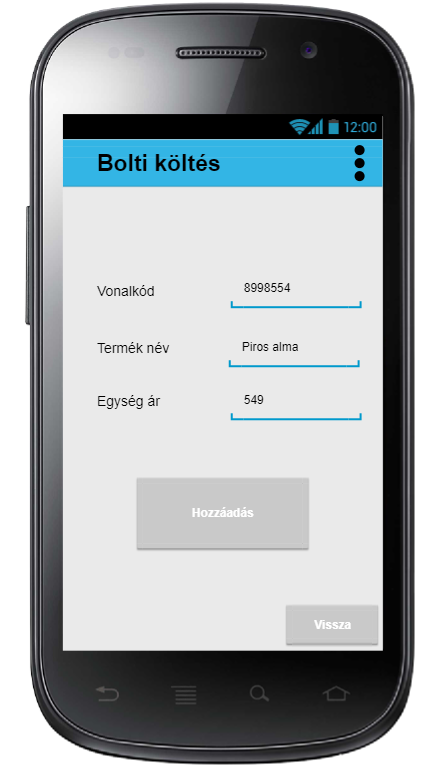 12:00
Bolti költés
Vonalkód 8998554
Termék név Piros alma
Egység ár 549
Hozzáadás
Vissza